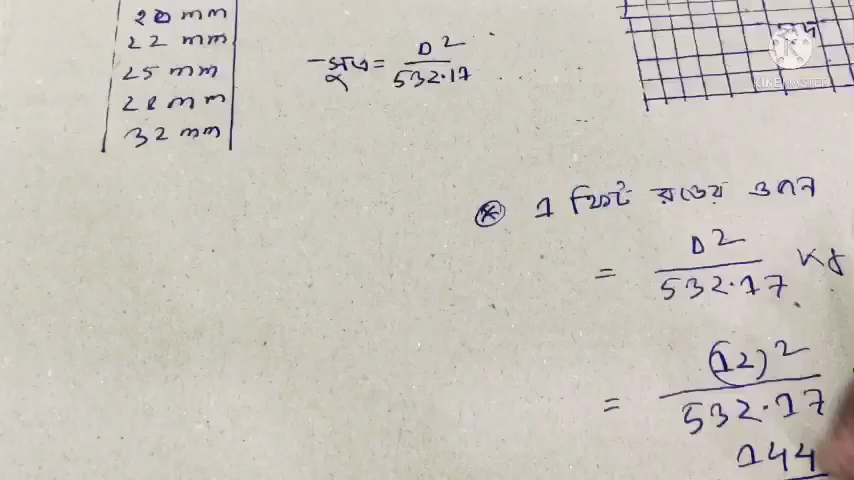 20 mm
22 mm
25 mm
28 mm
32 mm
সূত্র = D² / 532.17
KINEMASTER
* 1 ফিট রডের ওজন
= D² / 532.17 Kg
= (12)² / 532.17
144